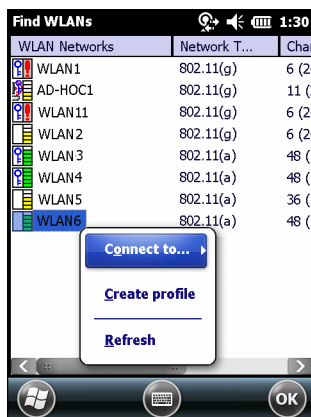 Find WLANs 1:30
WLAN Networks Network T... Cha
WLAN1 802.11(g) 6 (2
AD-HOC1 802.11(g) 11 (
WLAN11 802.11(g) 6 (2
WLAN2 802.11(g) 6 (2
WLAN3 802.11(a) 48 (
WLAN4 802.11(a) 48 (
WLAN5 802.11(a) 36 (
WLAN6 802.11(a) 48 (
Connect to...
Create profile
Refresh
OK